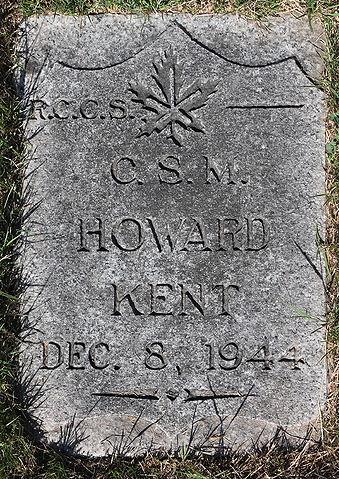 R.C.C.S.
C. S. M.
HOWARD
KENT
DEC. 8, 1944